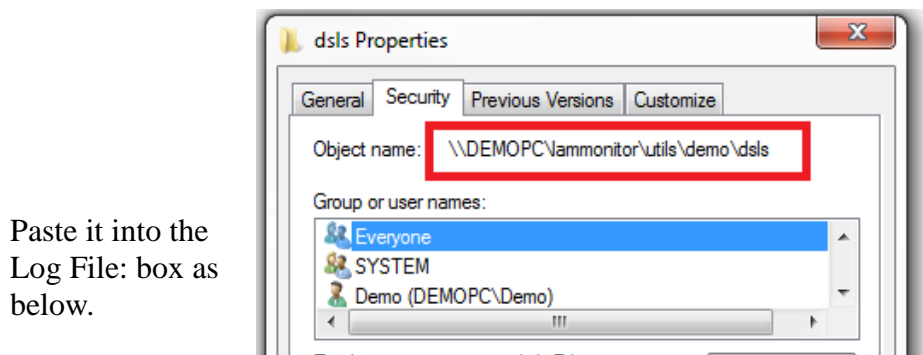 dsls Properties
General Security Previous Versions Customize
Object name: \\DEMOPC\lammonitor\utils\demo\dsls
Group or user names:
Everyone
SYSTEM
Demo (DEMOPC\Demo)
Paste it into the
Log File: box as
below.